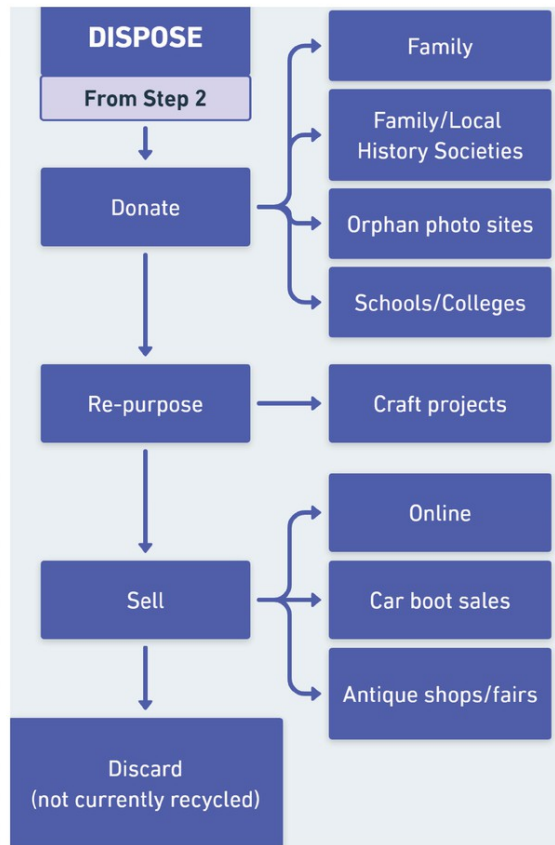 DISPOSE
From Step 2
Donate
Family
Family/Local
History Societies
Orphan photo sites
Schools/Colleges
Re-purpose
Craft projects
Sell
Online
Car boot sales
Antique shops/fairs
Discard
(not currently recycled)